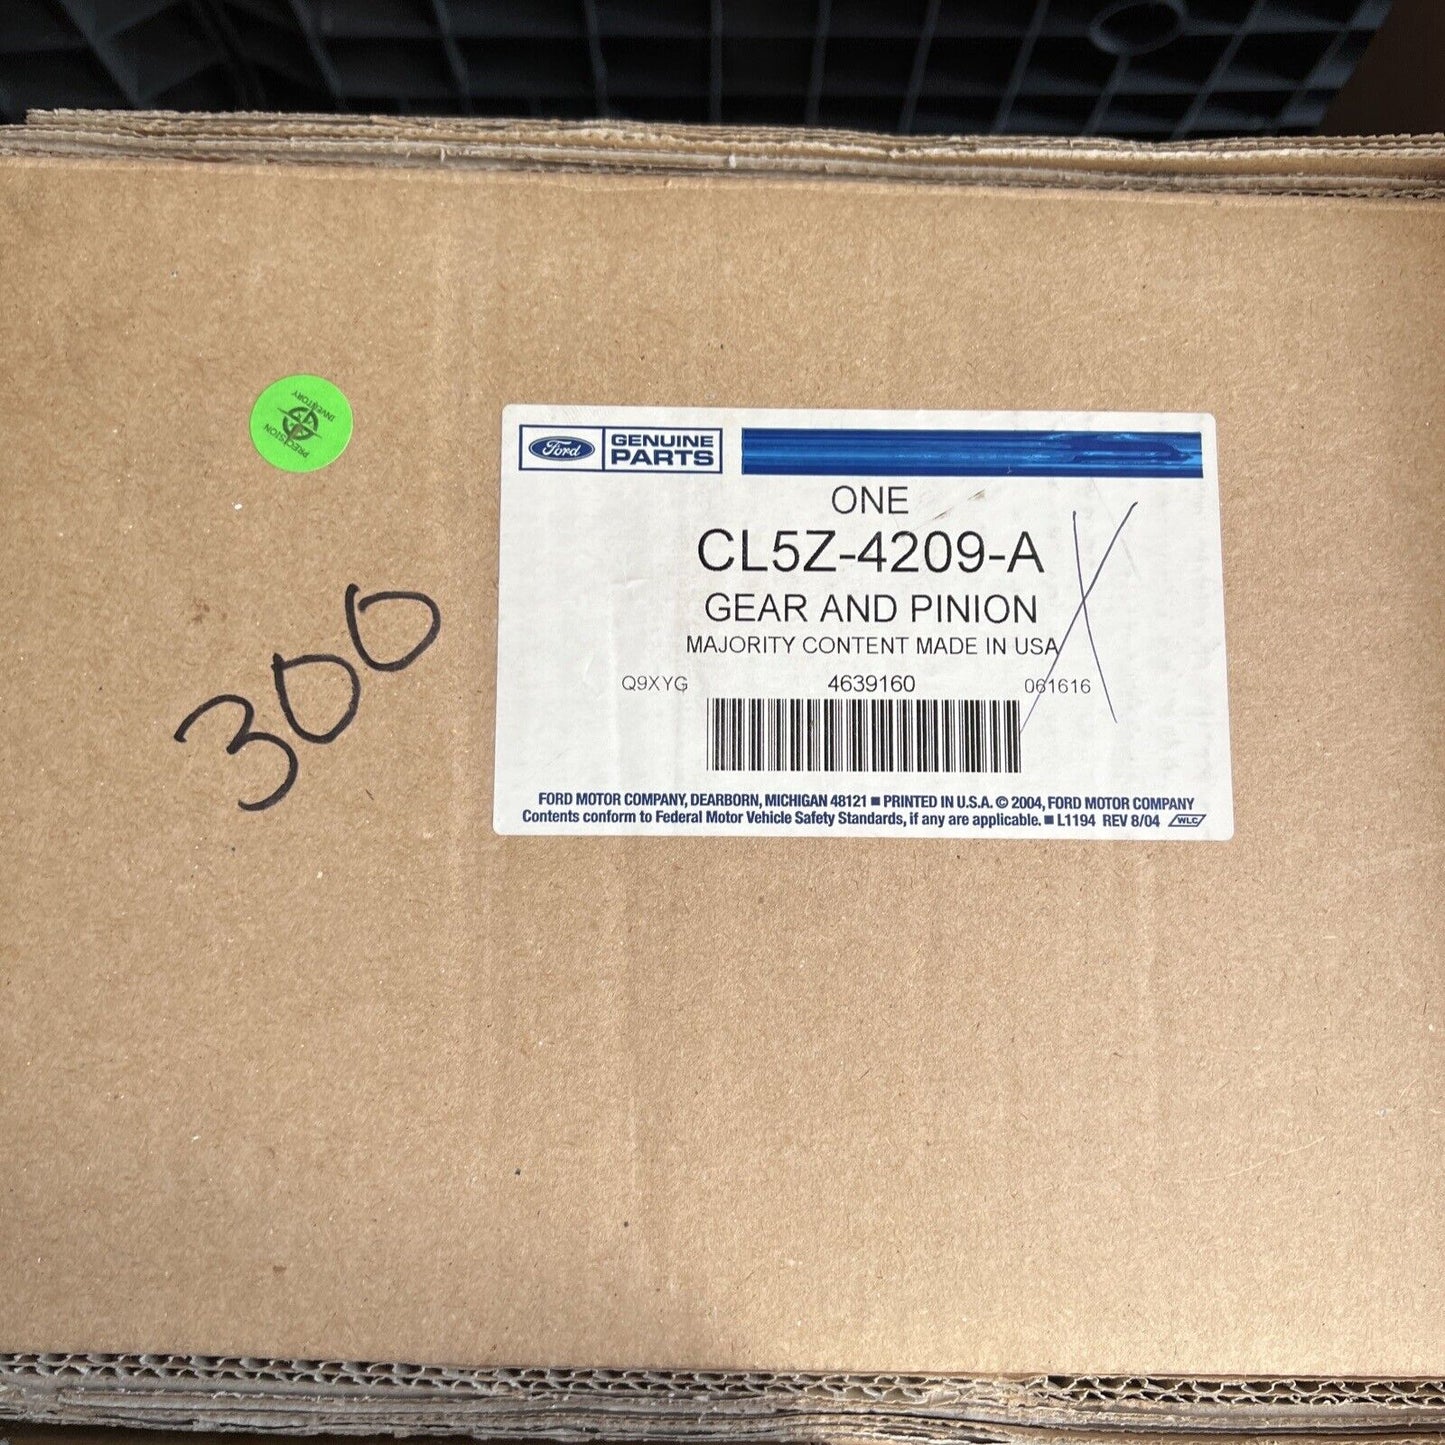 PRECISION
INVENTORY
300
Ford GENUINE PARTS
ONE
CL5Z-4209-A
GEAR AND PINION
MAJORITY CONTENT MADE IN USA
Q9XYG 4639160 061616
FORD MOTOR COMPANY, DEARBORN, MICHIGAN 48121 ■ PRINTED IN U.S.A. © 2004, FORD MOTOR COMPANY
Contents conform to Federal Motor Vehicle Safety Standards, if any are applicable. ■ L1194 REV 8/04 WLC